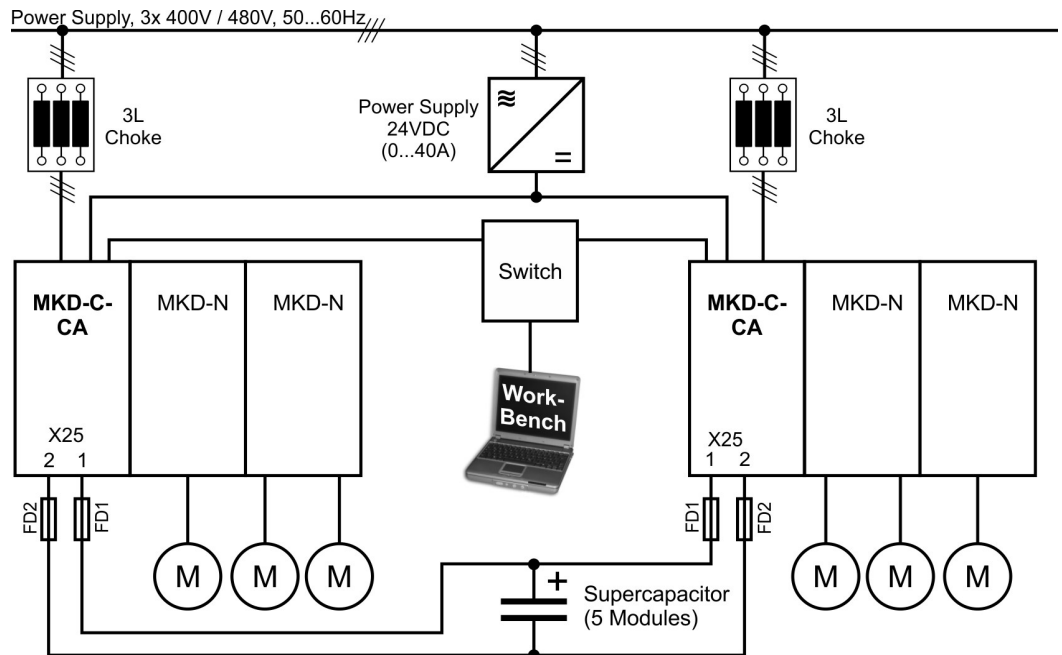 Power Supply, 3x 400V / 480V, 50...60Hz
3L
Choke
Power Supply
24VDC
(0...40A)
3L
Choke
MKD-C-
CA
MKD-N
MKD-N
Switch
MKD-C-
CA
MKD-N
MKD-N
Work-
Bench
X25
2 1
X25
1 2
FD2
FD1
FD1
FD2
M
M
M
M
M
M
+
Supercapacitor
(5 Modules)